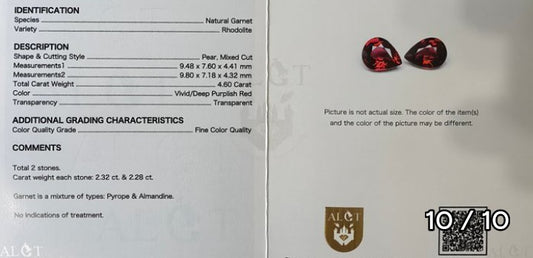 IDENTIFICATION
Species Natural Garnet
Variety Rhodolite
DESCRIPTION
Shape & Cutting Style Pear, Mixed Cut
Measurements1 9.48 x 7.60 x 4.41 mm
Measurements2 9.80 x 7.18 x 4.32 mm
Total Carat Weight 4.60 Carat
Color Vivid/Deep Purplish Red
Transparency Transparent
ADDITIONAL GRADING CHARACTERISTICS
Color Quality Grade Fine Color Quality
COMMENTS
Total 2 stones.
Carat weight each stone: 2.32 ct. & 2.28 ct.
Garnet is a mixture of types: Pyrope & Almandine.
No indications of treatment.
Picture is not actual size. The color of the item(s)
and the color of the picture may be different.
10 / 10